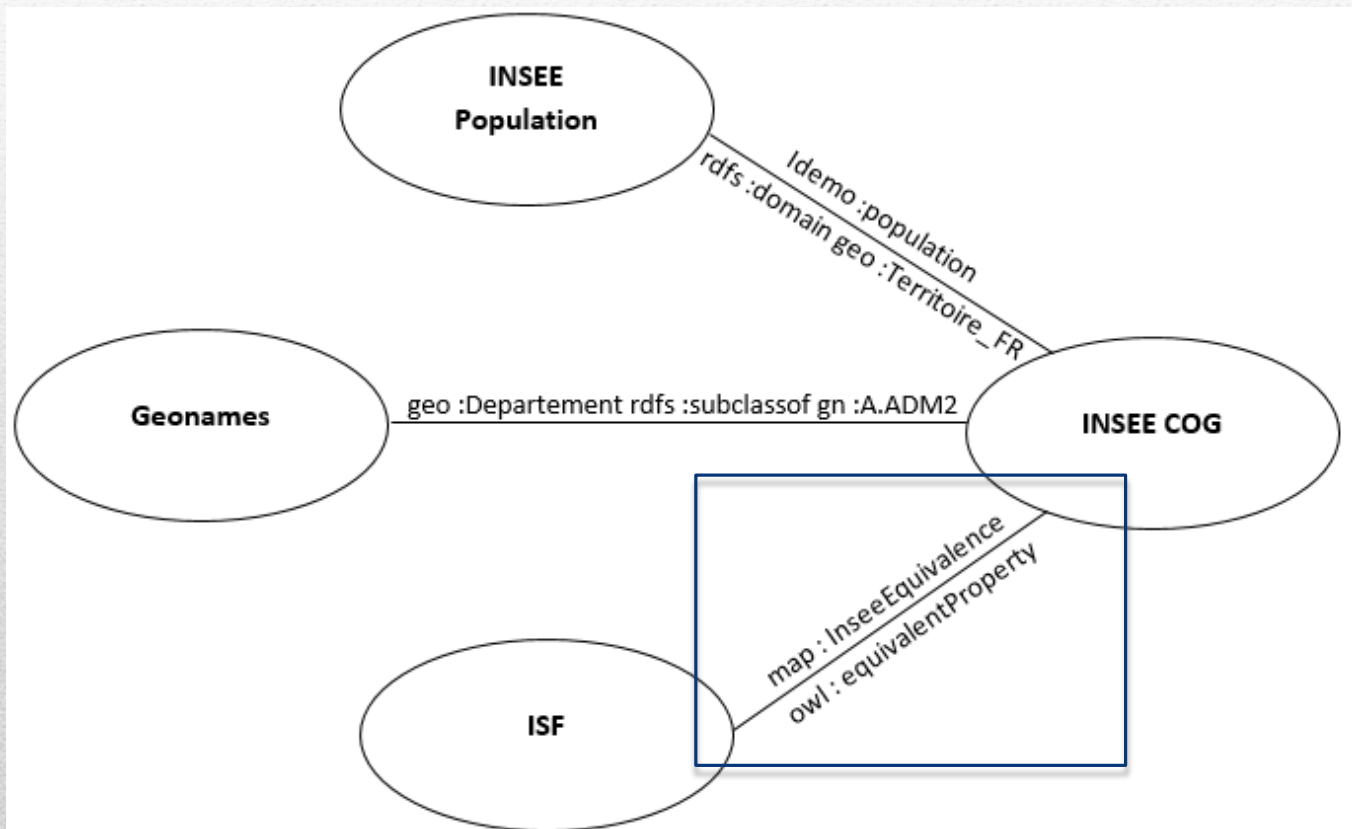 INSEE
Population
Idemo :population
rdfs :domain geo :Territoire_FR
Geonames
geo :Departement rdfs :subclassof gn :A.ADM2
INSEE COG
map : InseeEquivalence
owl : equivalentProperty
ISF